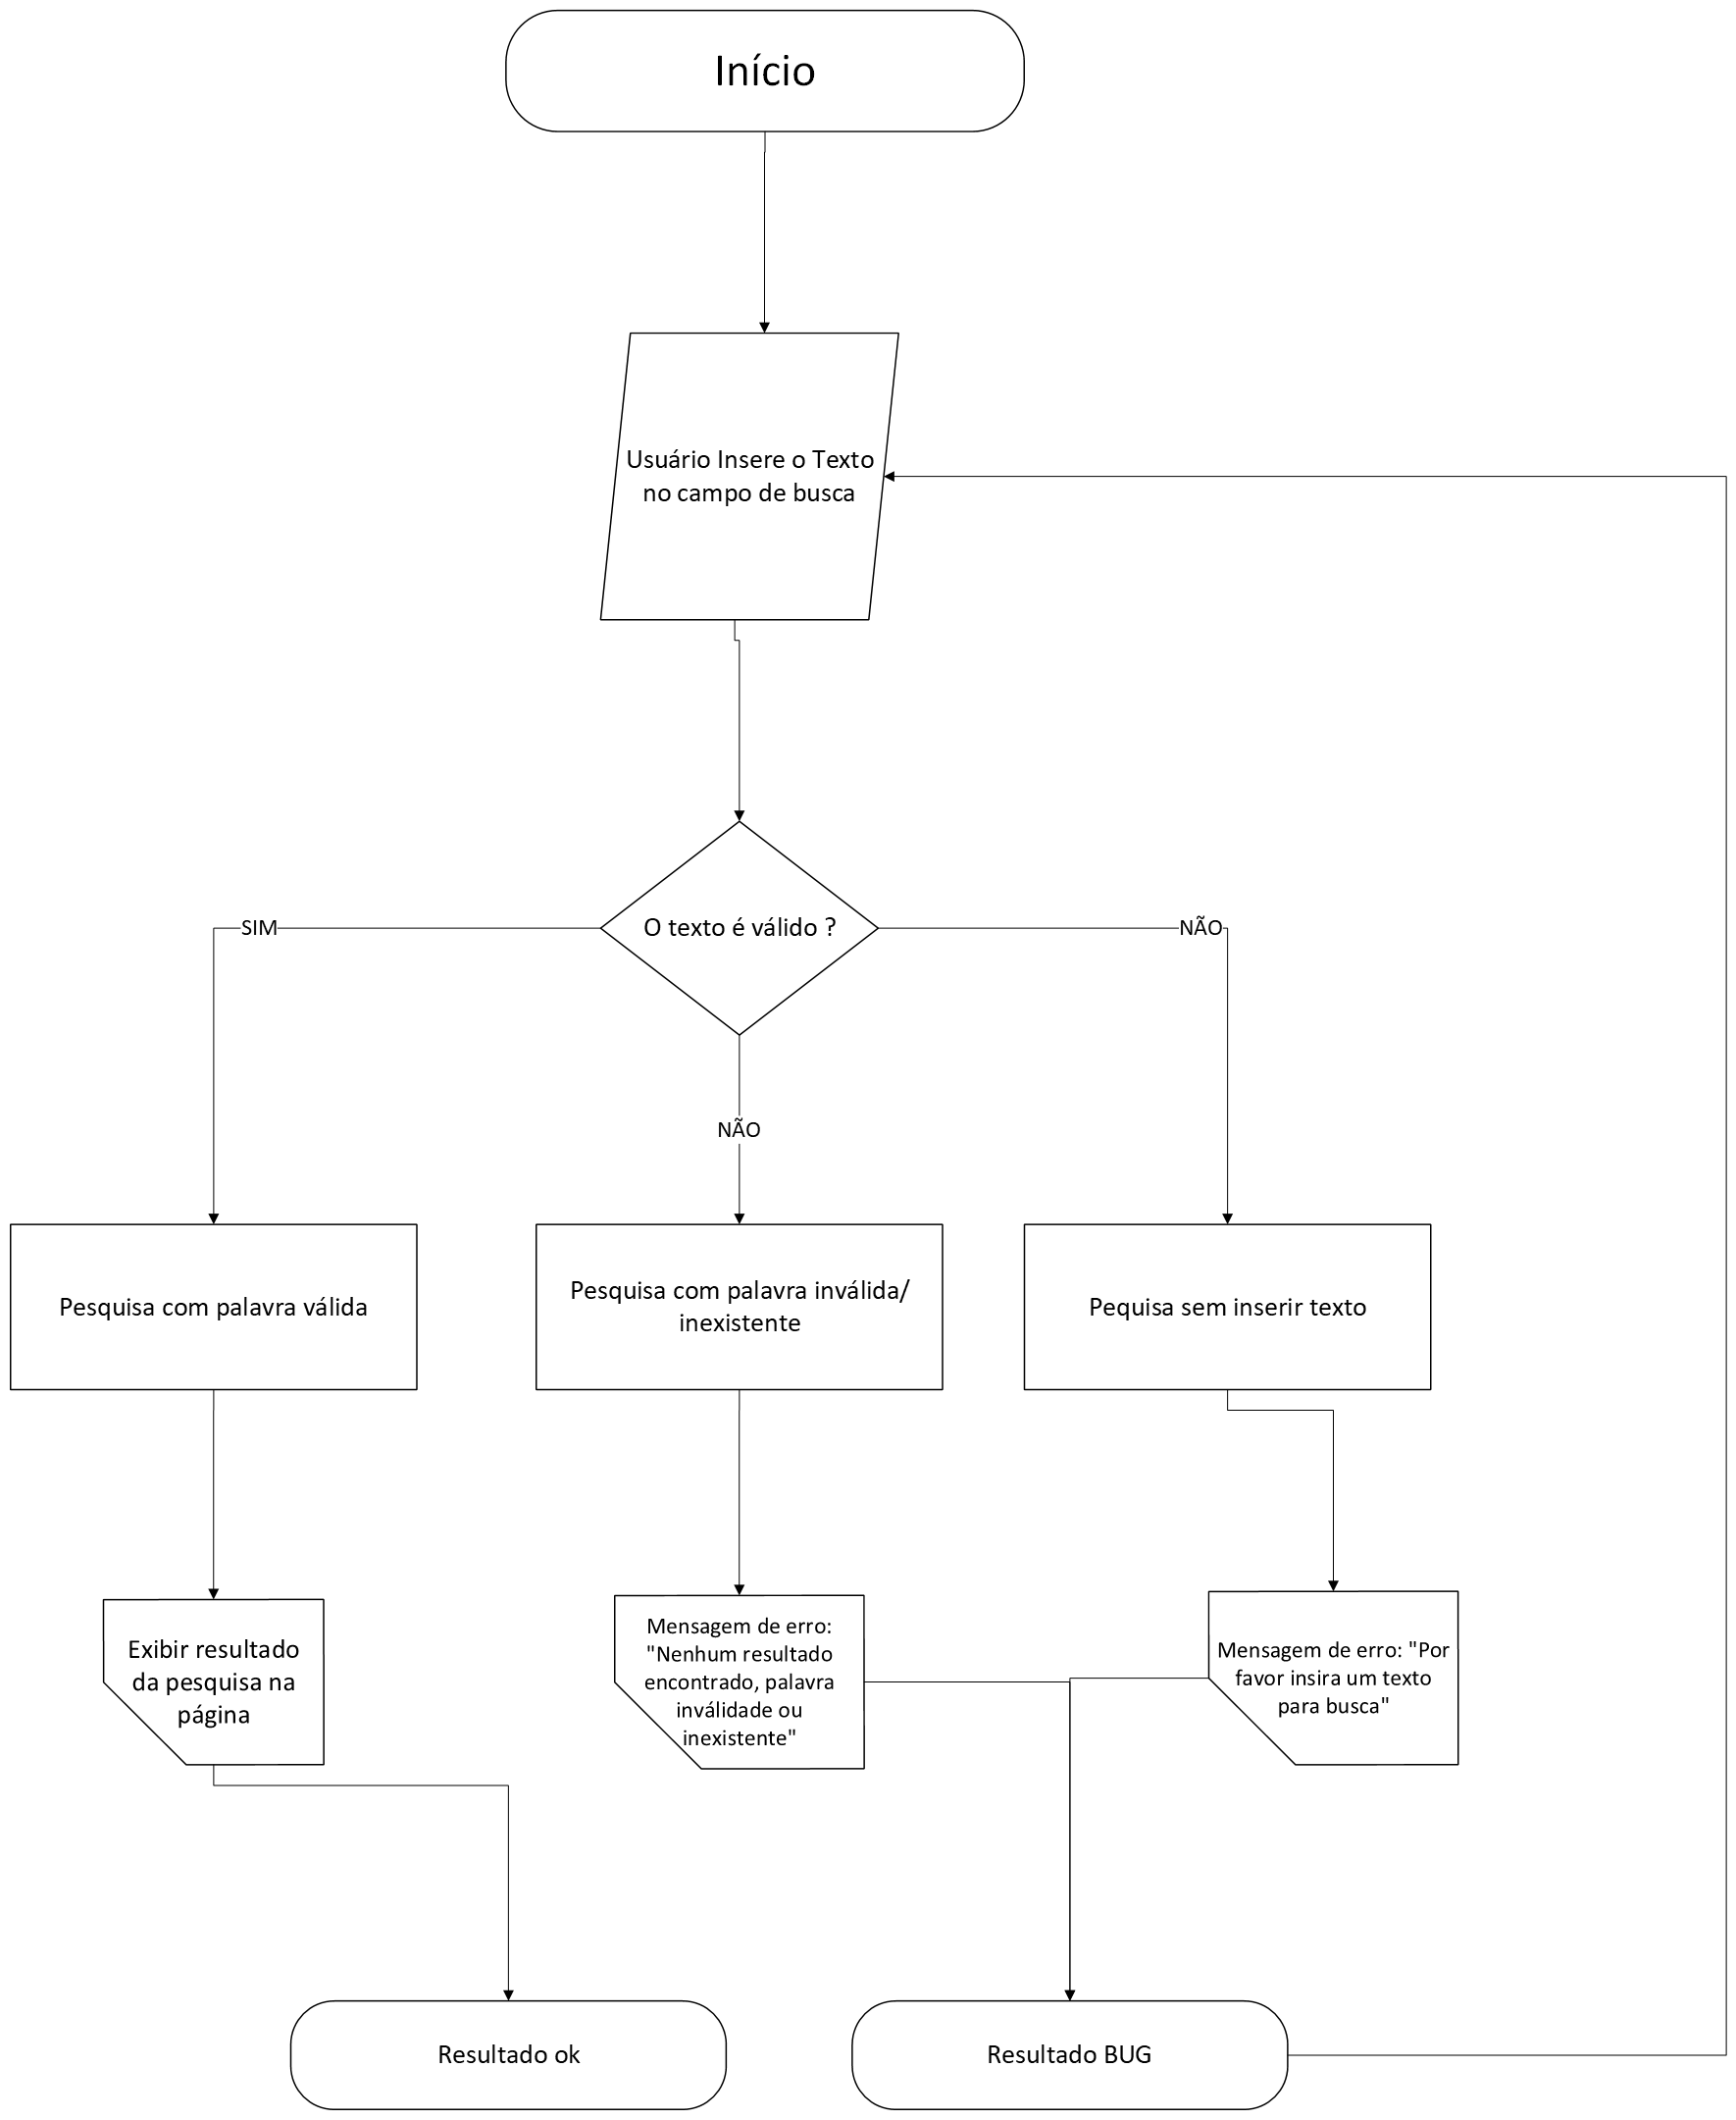 Início
Usuário Insere o Texto
no campo de busca
O texto é válido ?
SIM
NÃO
NÃO
Pesquisa com palavra válida
Pesquisa com palavra inválida/
inexistente
Pequisa sem inserir texto
Exibir resultado
da pesquisa na
página
Mensagem de erro:
"Nenhum resultado
encontrado, palavra
inválidade ou
inexistente"
Mensagem de erro: "Por
favor insira um texto
para busca"
Resultado ok
Resultado BUG